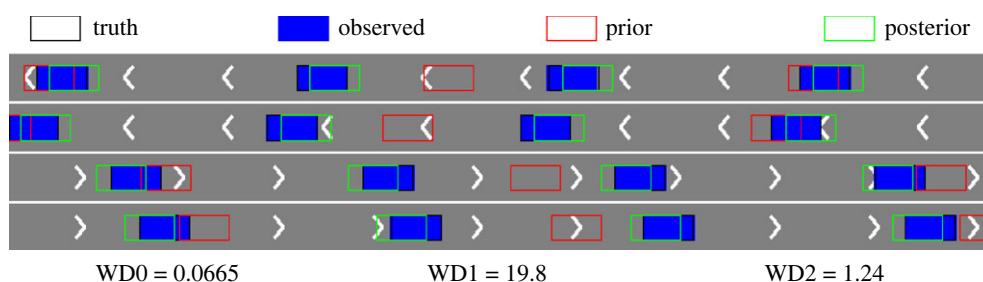 truth observed prior posterior
WD0 = 0.0665 WD1 = 19.8 WD2 = 1.24